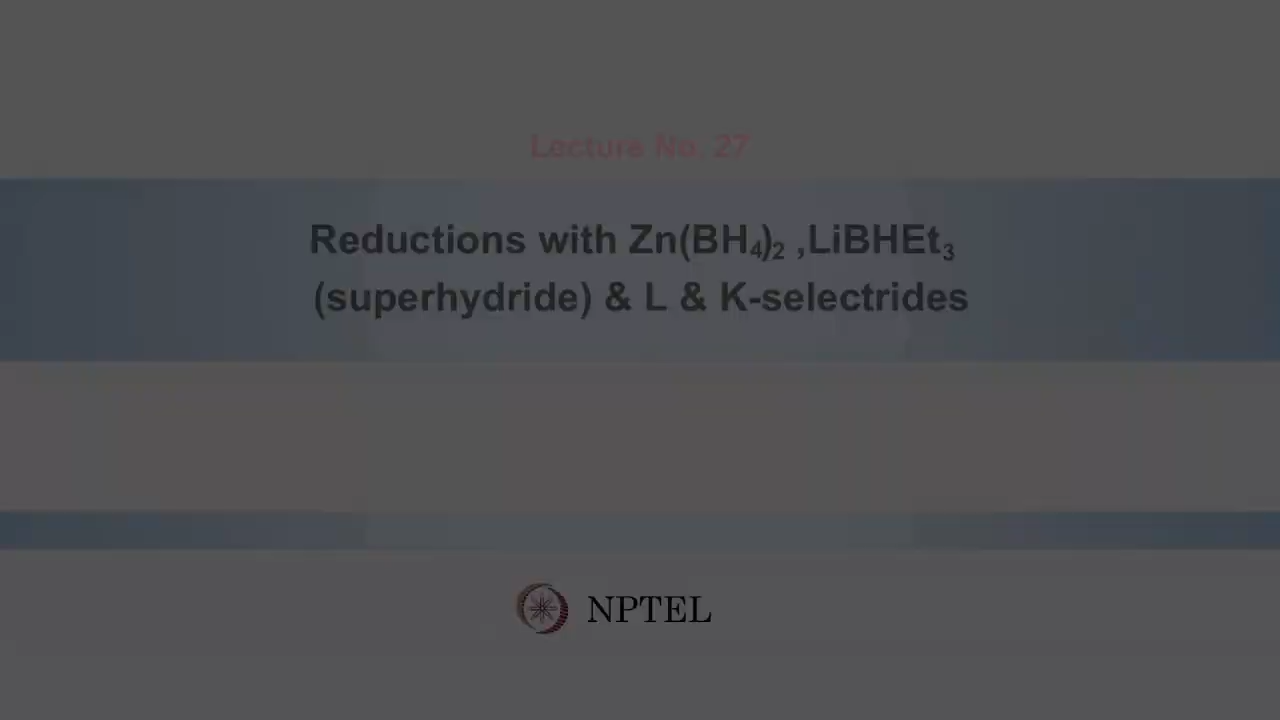 Lecture No. 27
Reductions with Zn(BH₄)₂ ,LiBHEt₃
(superhydride) & L & K-selectrides
NPTEL